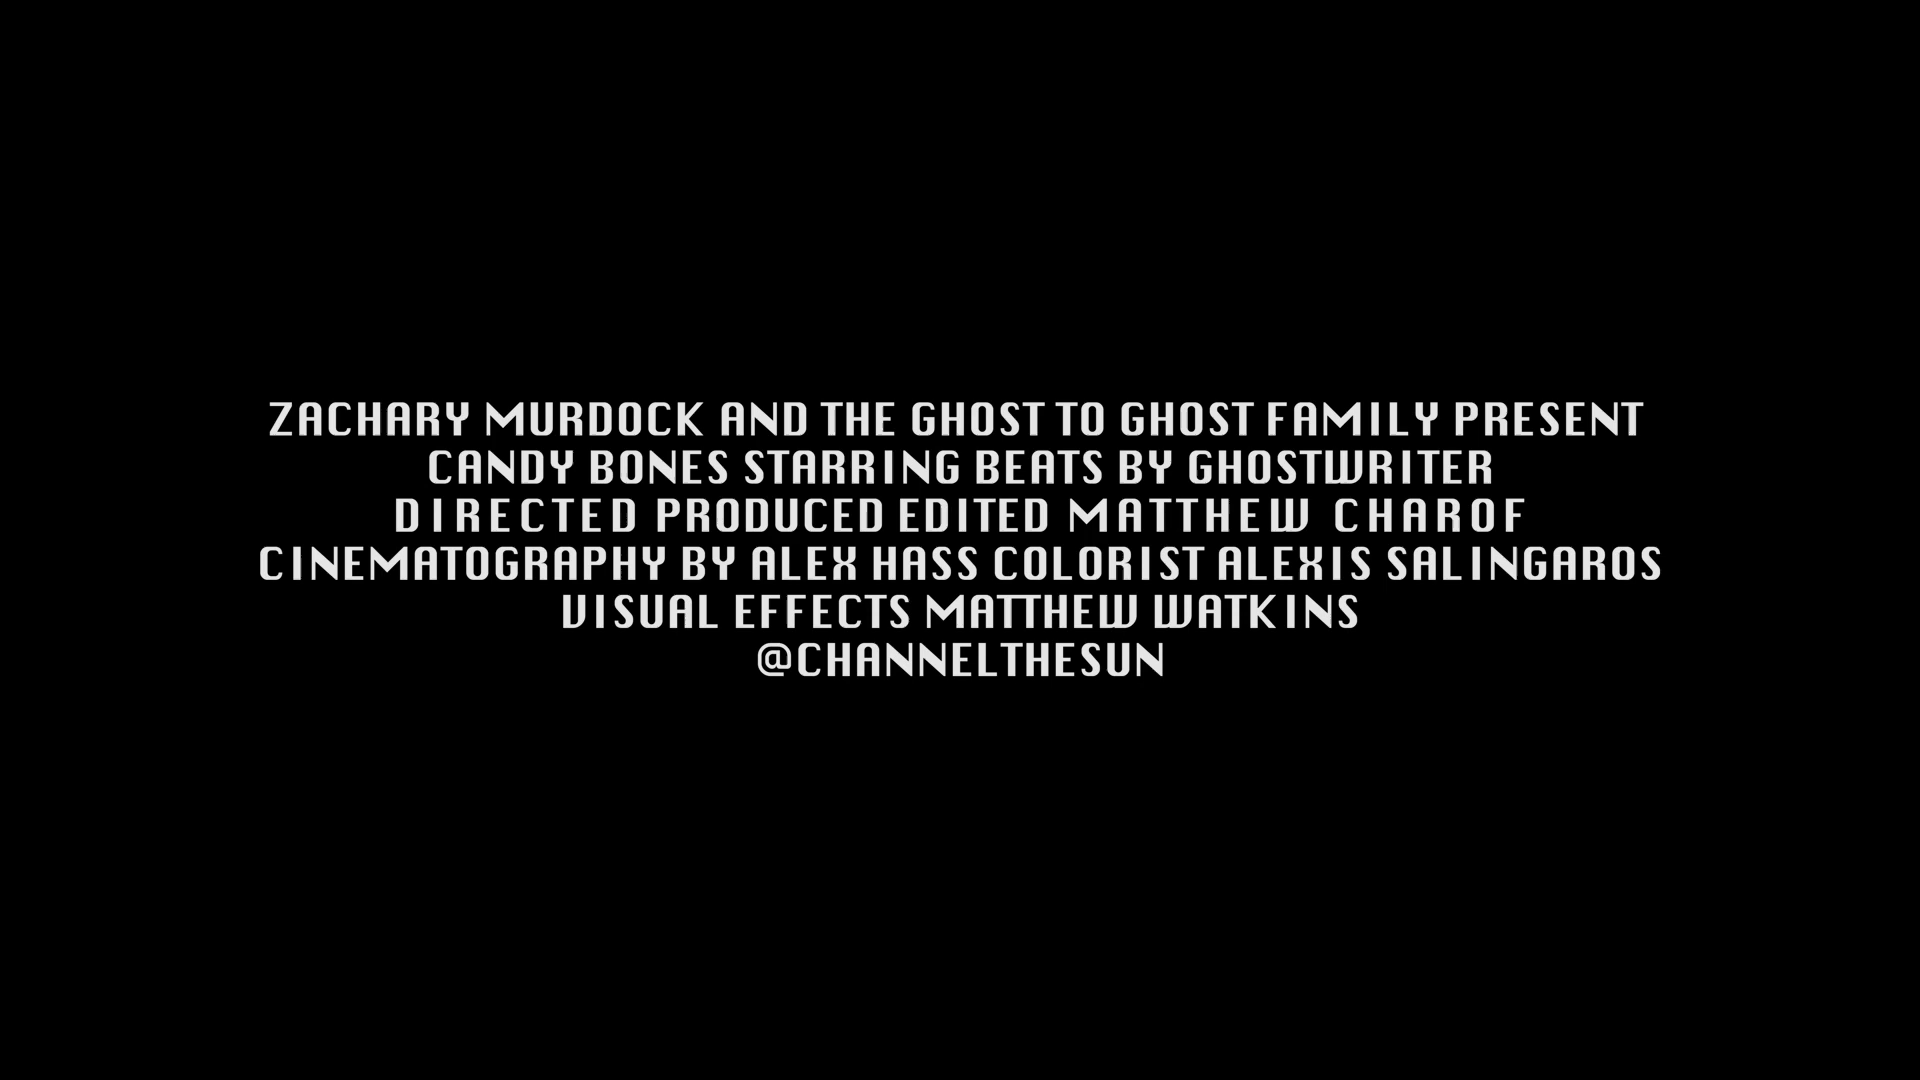 ZACHARY MURDOCK AND THE GHOST TO GHOST FAMILY PRESENT
CANDY BONES STARRING BEATS BY GHOSTWRITER
DIRECTED PRODUCED EDITED MATTHEW CHAROF
CINEMATOGRAPHY BY ALEX HASS COLORIST ALEXIS SALINGAROS
VISUAL EFFECTS MATTHEW WATKINS
@CHANNELTHESUN